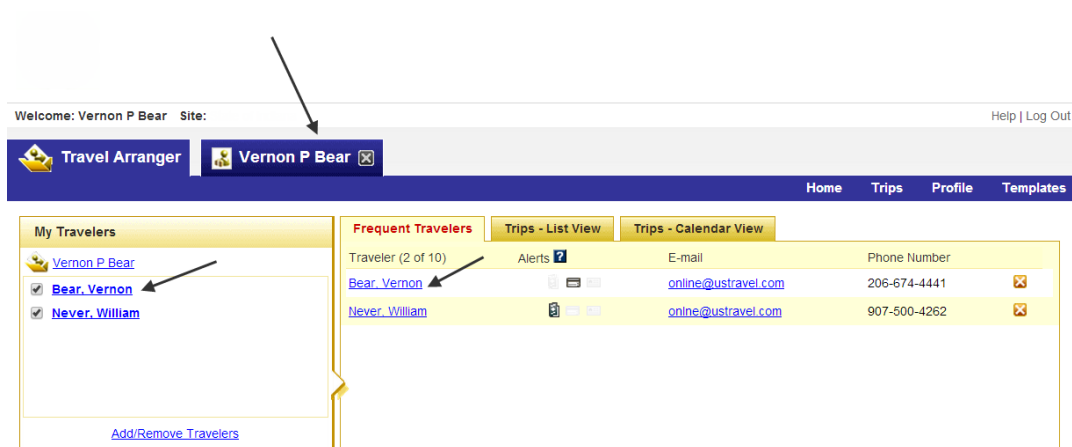 Welcome: Vernon P Bear Site:
Help | Log Out
Travel Arranger
Vernon P Bear
Home Trips Profile Templates
My Travelers
Vernon P Bear
Bear, Vernon
Never, William
Add/Remove Travelers
Frequent Travelers Trips - List View Trips - Calendar View
Traveler (2 of 10) Alerts ? E-mail Phone Number
Bear, Vernon online@ustravel.com 206-674-4441
Never, William onlne@ustravel.com 907-500-4262